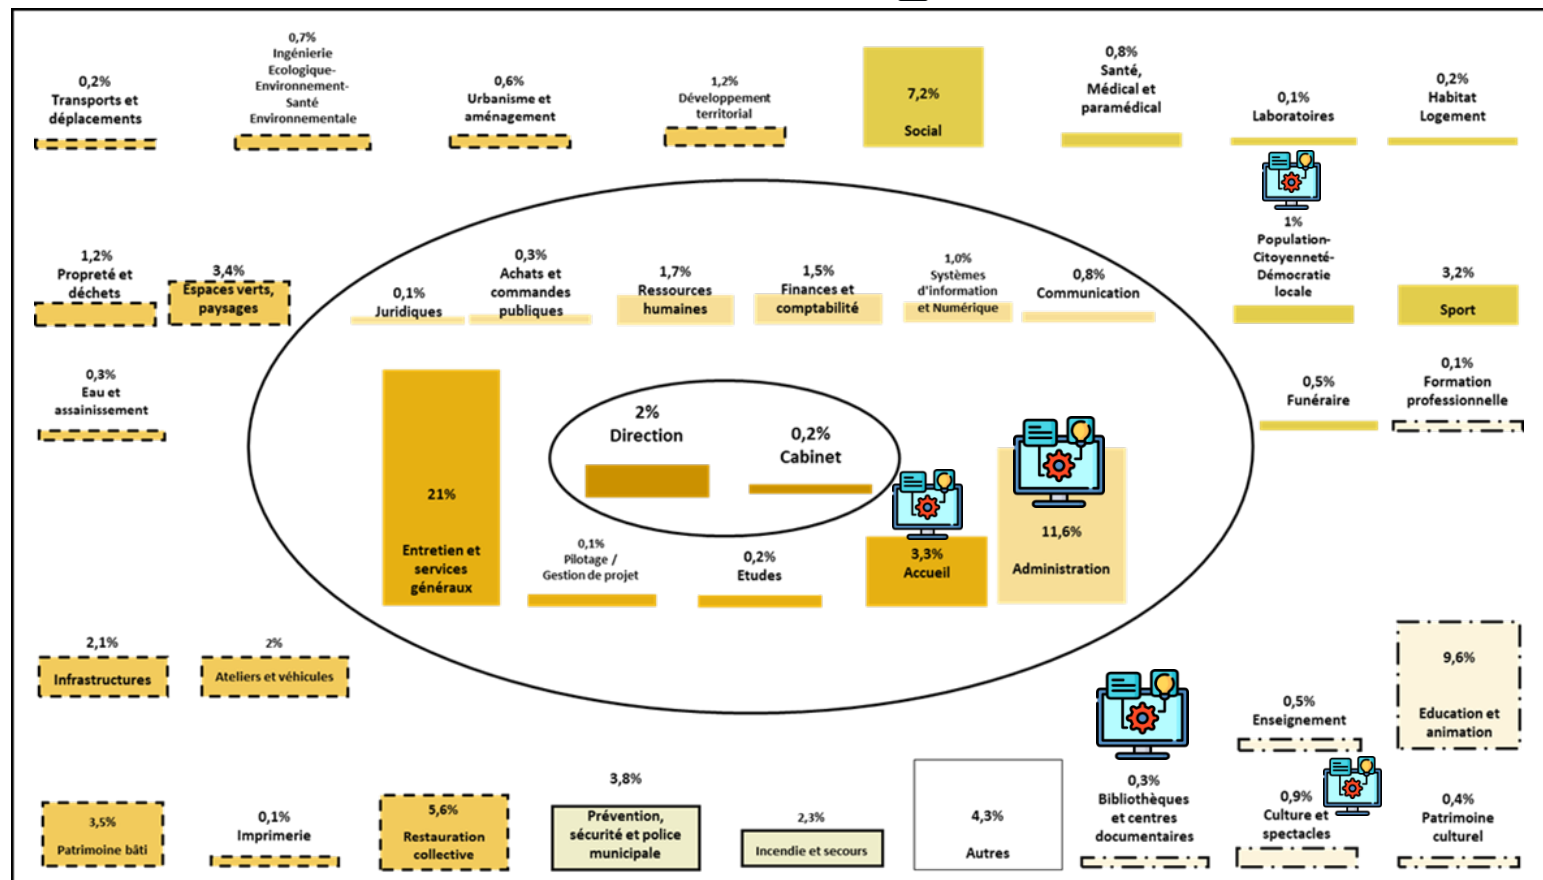 0,2%
Transports et
déplacements
0,7%
Ingénierie
Ecologique-
Environnement-
Santé
Environnementale
0,6%
Urbanisme et
aménagement
1,2%
Développement
territorial
7,2%
Social
0,8%
Santé,
Médical et
paramédical
0,1%
Laboratoires
0,2%
Habitat
Logement
1,2%
Propreté et
déchets
3,4%
Espaces verts,
paysages
0,1%
Juridiques
0,3%
Achats et
commandes
publiques
1,7%
Ressources
humaines
1,5%
Finances et
comptabilité
1,0%
Systèmes
d'information
et Numérique
0,8%
Communication
1%
Population-
Citoyenneté-
Démocratie
locale
3,2%
Sport
0,3%
Eau et
assainissement
2%
Direction
0,2%
Cabinet
0,5%
Funéraire
0,1%
Formation
professionnelle
21%
Entretien et
services
généraux
0,1%
Pilotage /
Gestion de projet
0,2%
Etudes
3,3%
Accueil
11,6%
Administration
2,1%
Infrastructures
2%
Ateliers et véhicules
0,5%
Enseignement
9,6%
Education et
animation
3,5%
Patrimoine bâti
0,1%
Imprimerie
5,6%
Restauration
collective
3,8%
Prévention,
sécurité et police
municipale
2,3%
Incendie et secours
4,3%
Autres
0,3%
Bibliothèques
et centres
documentaires
0,9%
Culture et
spectacles
0,4%
Patrimoine
culturel